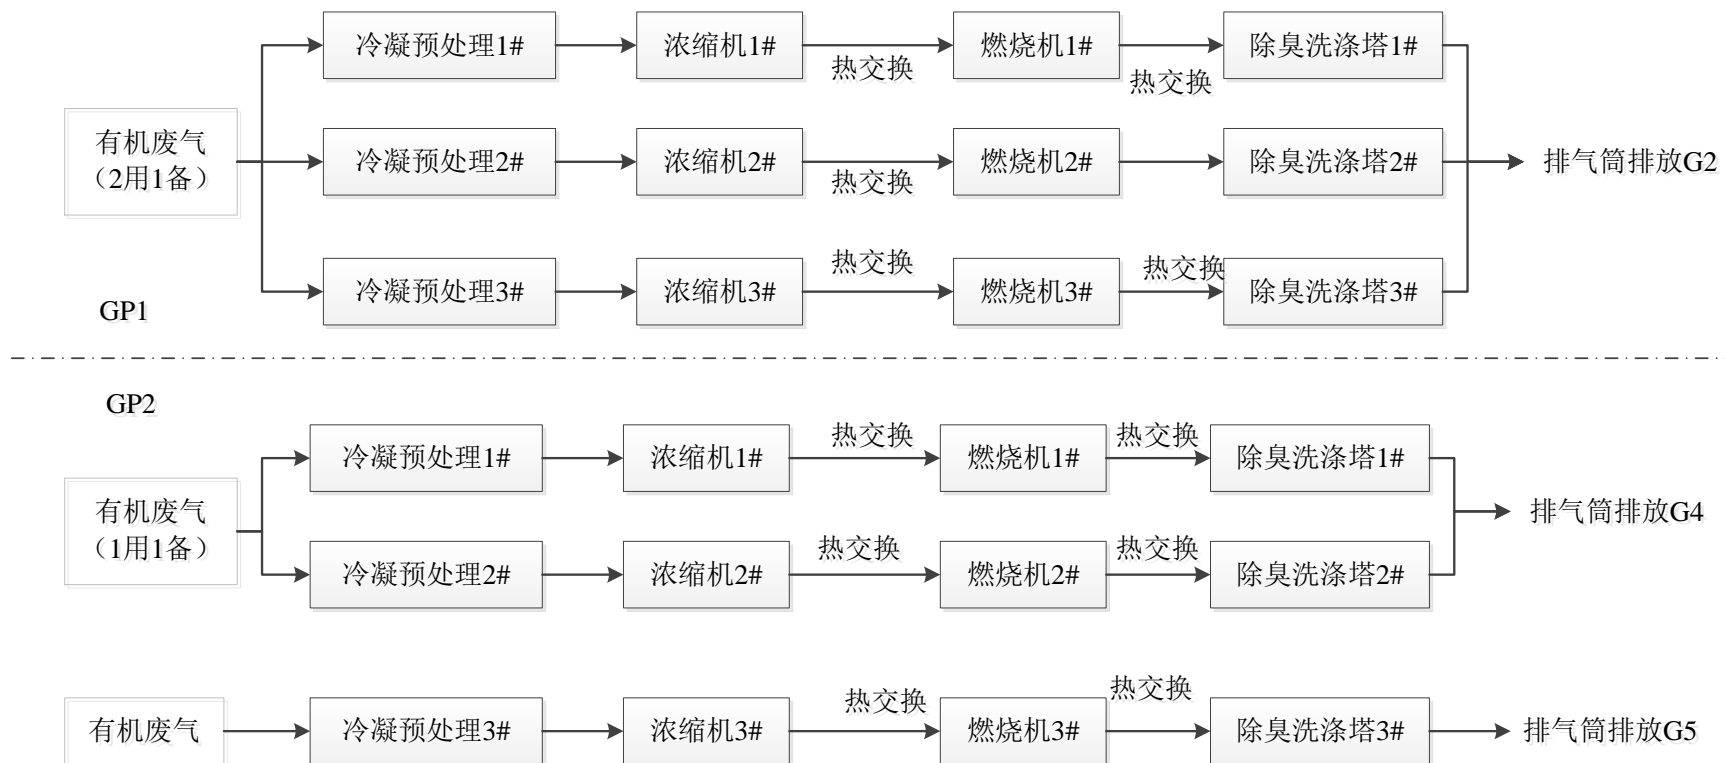 冷凝预处理1#
浓缩机1#
热交换
燃烧机1#
热交换
除臭洗涤塔1#
有机废气
（2用1备）
冷凝预处理2#
浓缩机2#
热交换
燃烧机2#
除臭洗涤塔2#
排气筒排放G2
冷凝预处理3#
浓缩机3#
热交换
燃烧机3#
热交换
除臭洗涤塔3#
GP1
GP2
冷凝预处理1#
浓缩机1#
热交换
燃烧机1#
热交换
除臭洗涤塔1#
有机废气
（1用1备）
排气筒排放G4
冷凝预处理2#
浓缩机2#
热交换
燃烧机2#
热交换
除臭洗涤塔2#
有机废气
冷凝预处理3#
浓缩机3#
热交换
燃烧机3#
热交换
除臭洗涤塔3#
排气筒排放G5